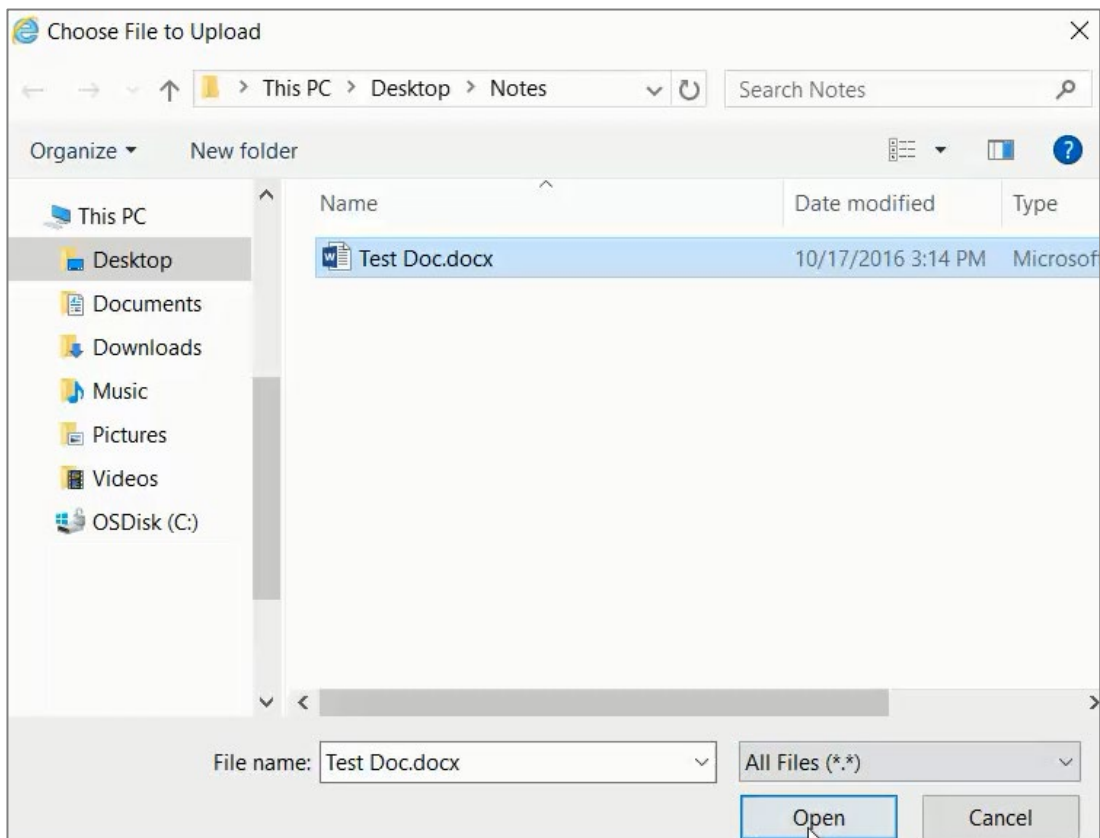 Choose File to Upload
This PC > Desktop > Notes
Search Notes
Organize
New folder
?
This PC
Desktop
Documents
Downloads
Music
Pictures
Videos
OSDisk (C:)
Name Date modified Type
Test Doc.docx 10/17/2016 3:14 PM Microsof
File name: Test Doc.docx All Files (*.*)
Open Cancel